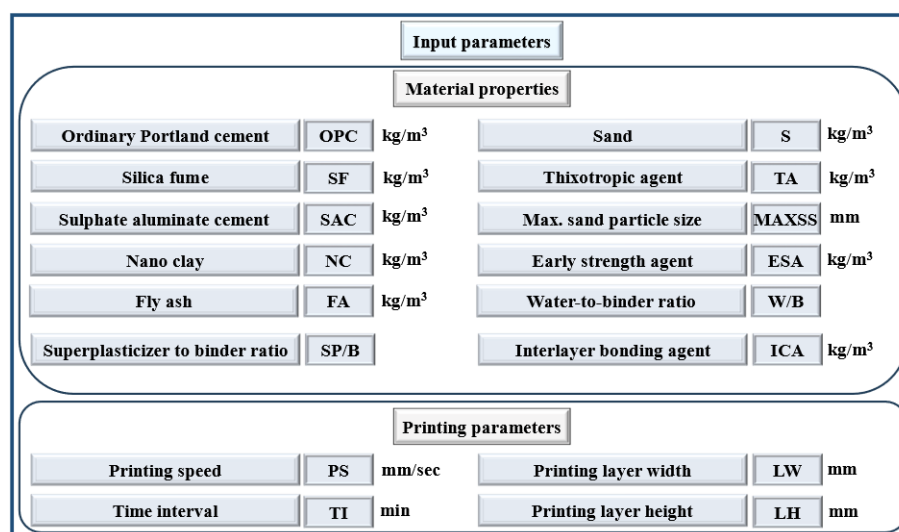 Input parameters
Material properties
Ordinary Portland cement OPC kg/m³ Sand S kg/m³
Silica fume SF kg/m³ Thixotropic agent TA kg/m³
Sulphate aluminate cement SAC kg/m³ Max. sand particle size MAXSS mm
Nano clay NC kg/m³ Early strength agent ESA kg/m³
Fly ash FA kg/m³ Water-to-binder ratio W/B
Superplasticizer to binder ratio SP/B Interlayer bonding agent ICA kg/m³
Printing parameters
Printing speed PS mm/sec Printing layer width LW mm
Time interval TI min Printing layer height LH mm